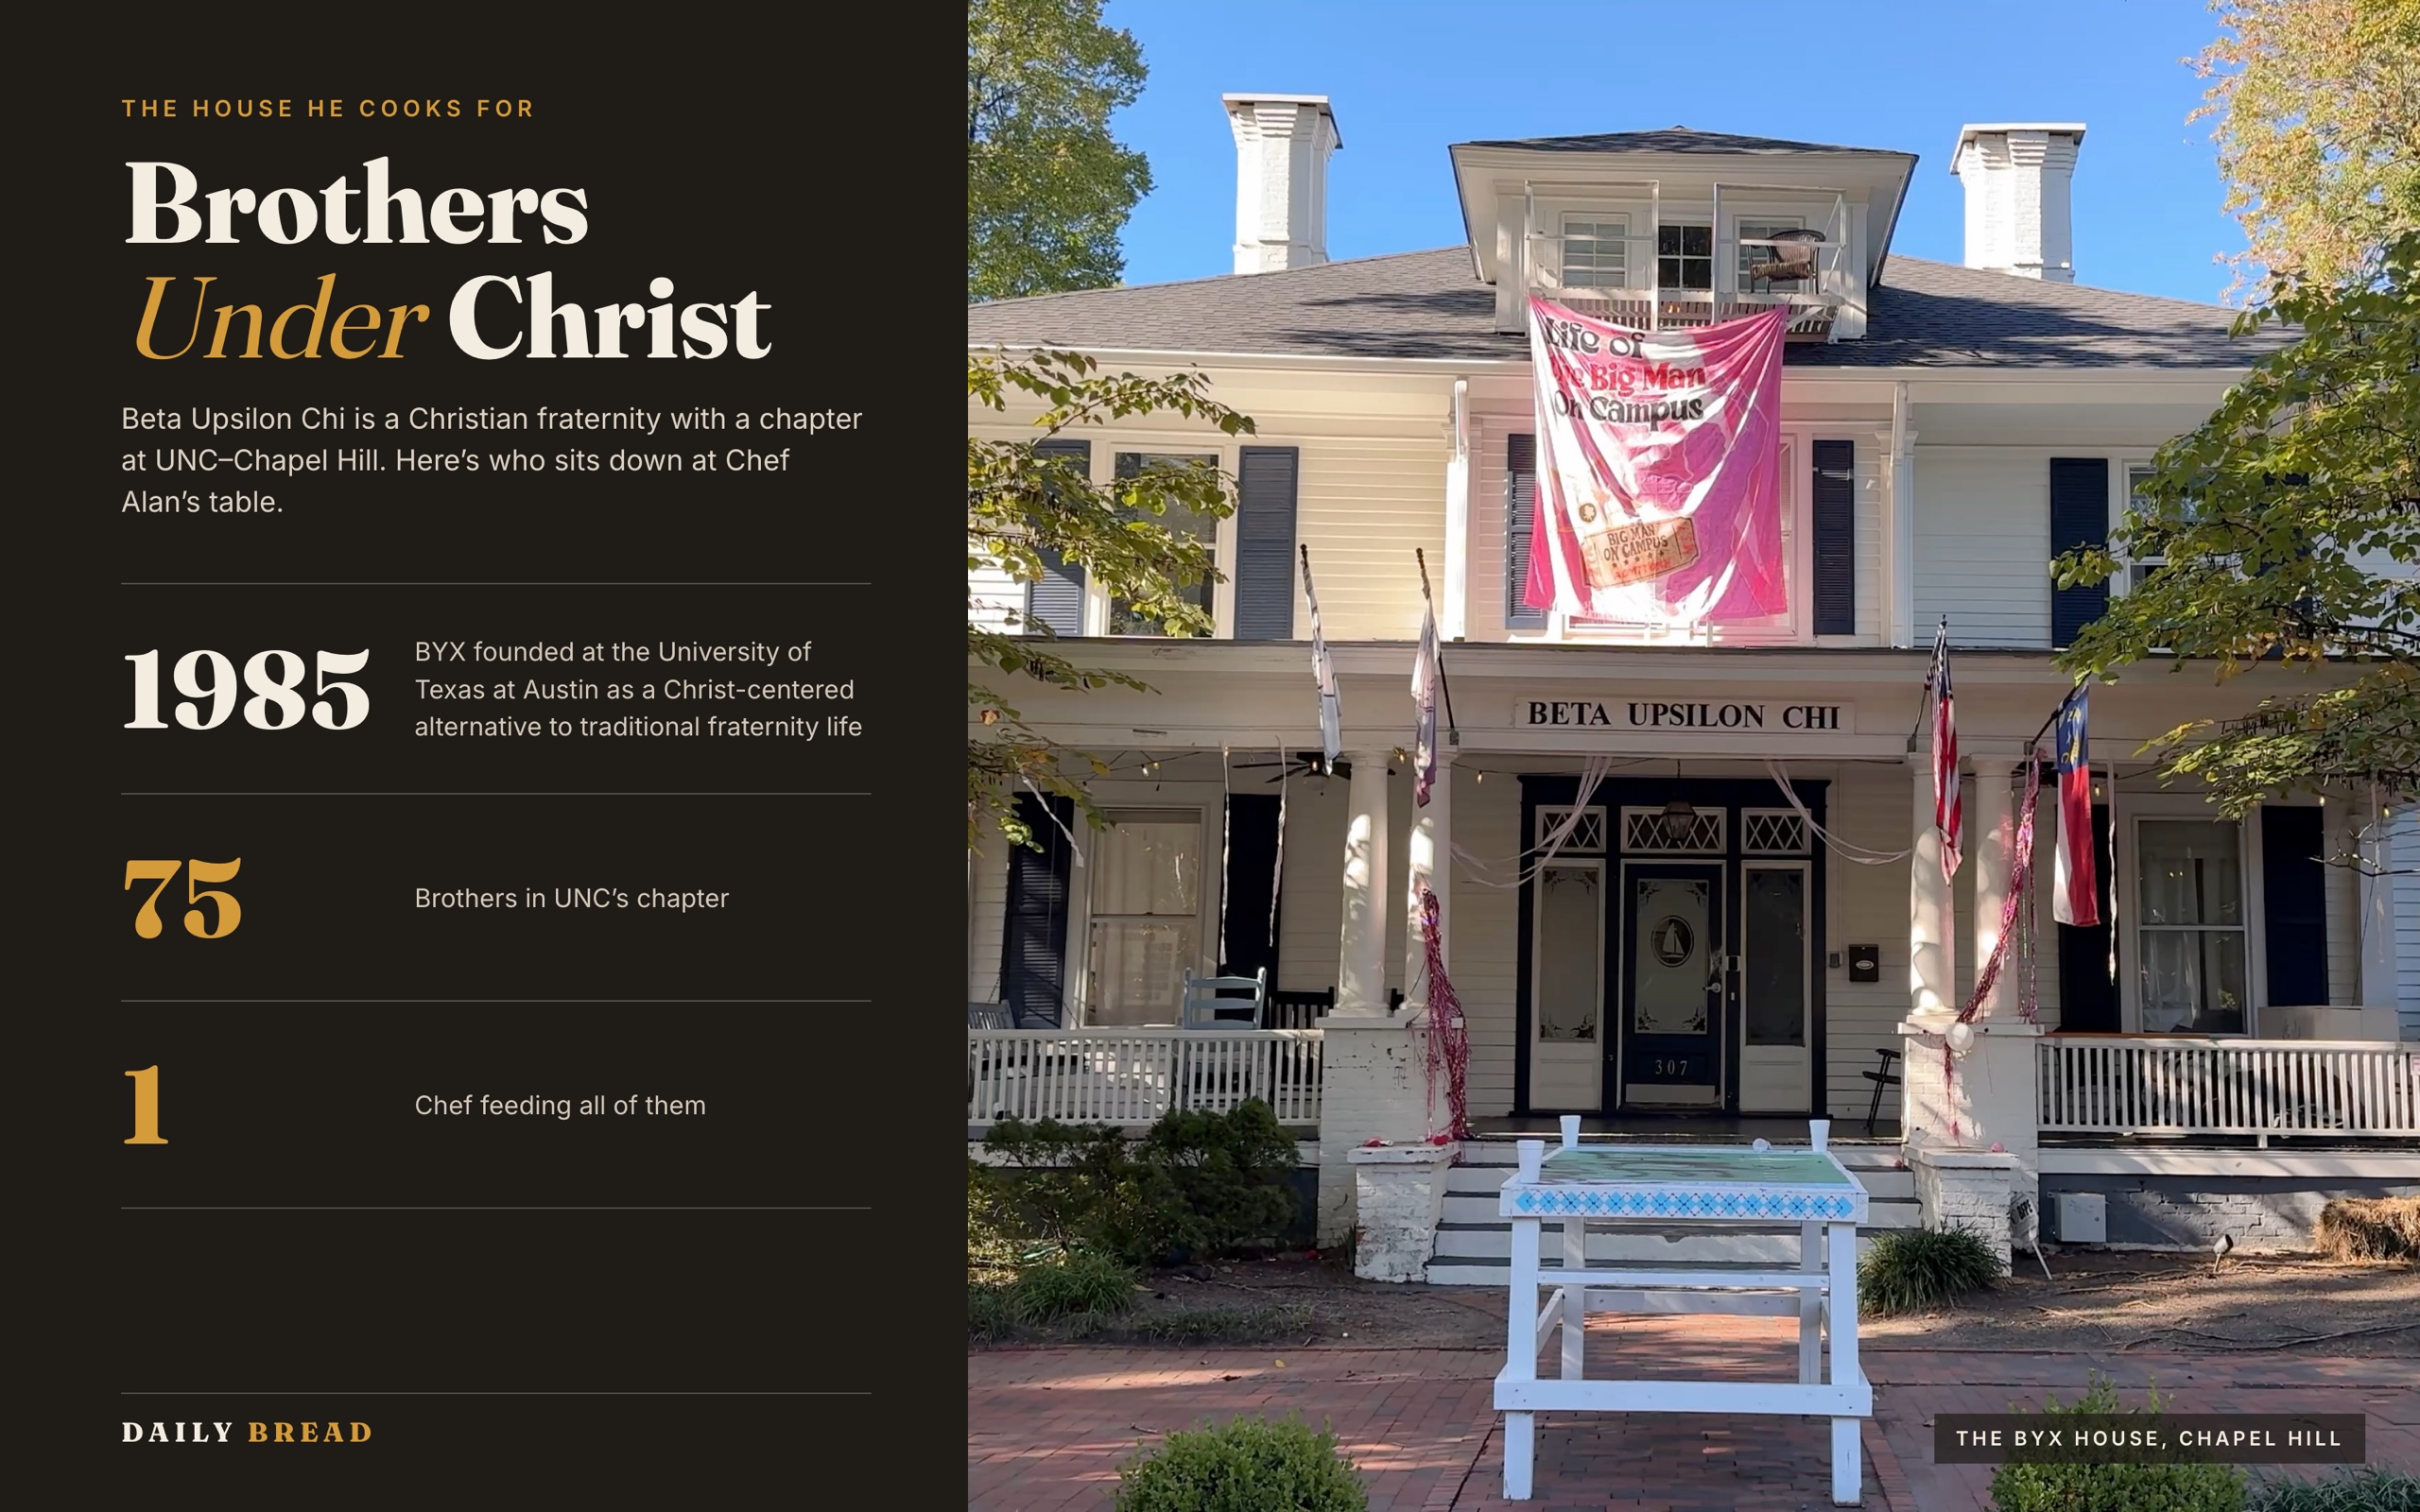 THE HOUSE HE COOKS FOR
Brothers
Under Christ
Beta Upsilon Chi is a Christian fraternity with a chapter
at UNC–Chapel Hill. Here’s who sits down at Chef
Alan’s table.
1985
BYX founded at the University of
Texas at Austin as a Christ-centered
alternative to traditional fraternity life
75
Brothers in UNC’s chapter
1
Chef feeding all of them
DAILY BREAD
Life of
Big Man
On Campus
BIG MAN
ON CAMPUS
BETA UPSILON CHI
307
THE BYX HOUSE, CHAPEL HILL